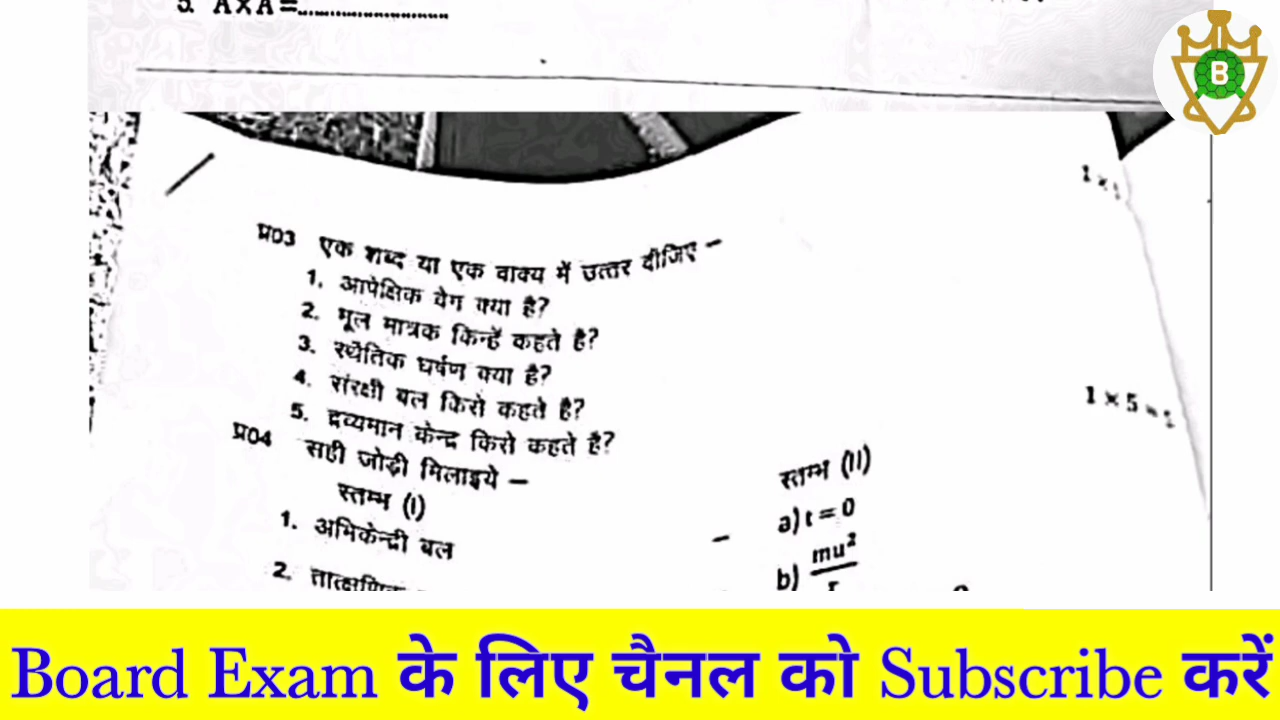 5. A×A=........................
B
1×
प्र03 एक शब्द या एक वाक्य में उत्तर दीजिए –
1. आपेक्षिक वेग क्या है?
2. मूल मात्रक किन्हें कहते है?
3. स्थैतिक घर्षण क्या है?
4. संरक्षी बल किसे कहते है?
5. द्रव्यमान केन्द्र किसे कहते है?
1×5=
प्र04 सही जोड़ी मिलाइये –
स्तम्भ (I) स्तम्भ (II)
1. अभिकेन्द्री बल – a) t=0
2. b) mu²
Board Exam के लिए चैनल को Subscribe करें